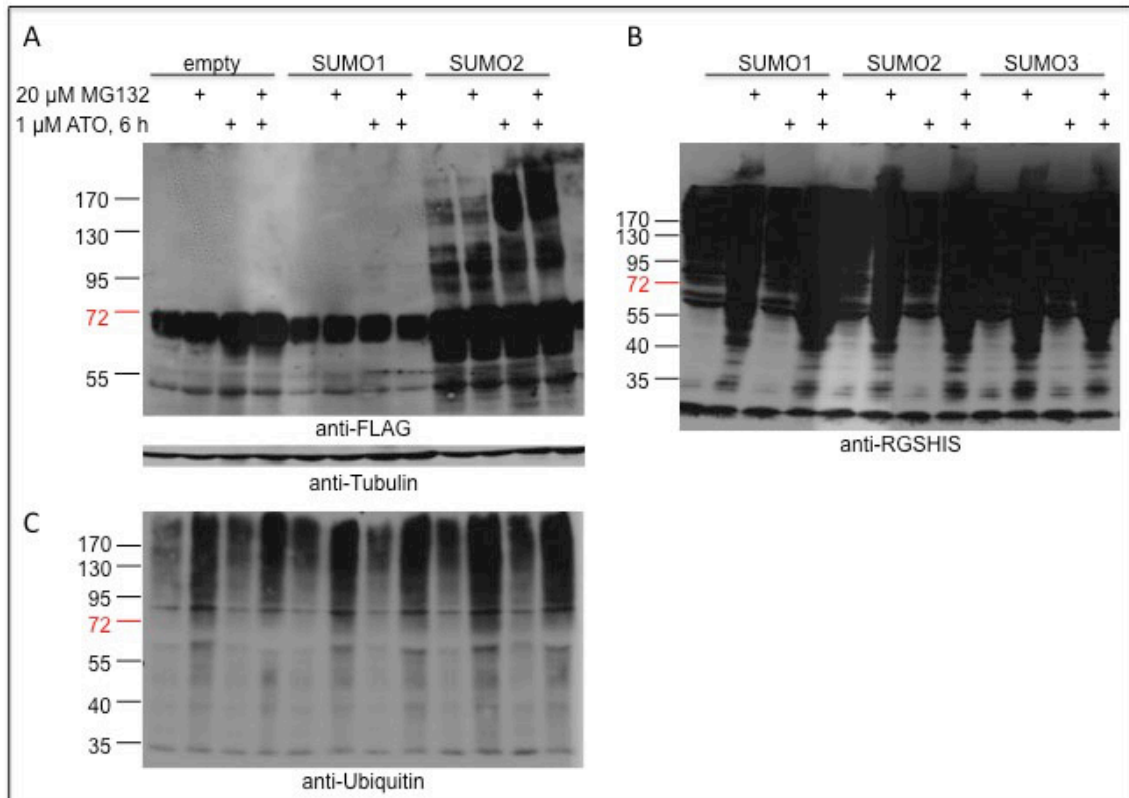 A
empty SUMO1 SUMO2
20 µM MG132 + + + + + +
1 µM ATO, 6 h + + + + + +
170
130
95
72
55
anti-FLAG
anti-Tubulin
B
SUMO1 SUMO2 SUMO3
+ + + + + +
+ + + + + +
170
130
95
72
55
40
35
anti-RGSHIS
C
170
130
95
72
55
40
35
anti-Ubiquitin